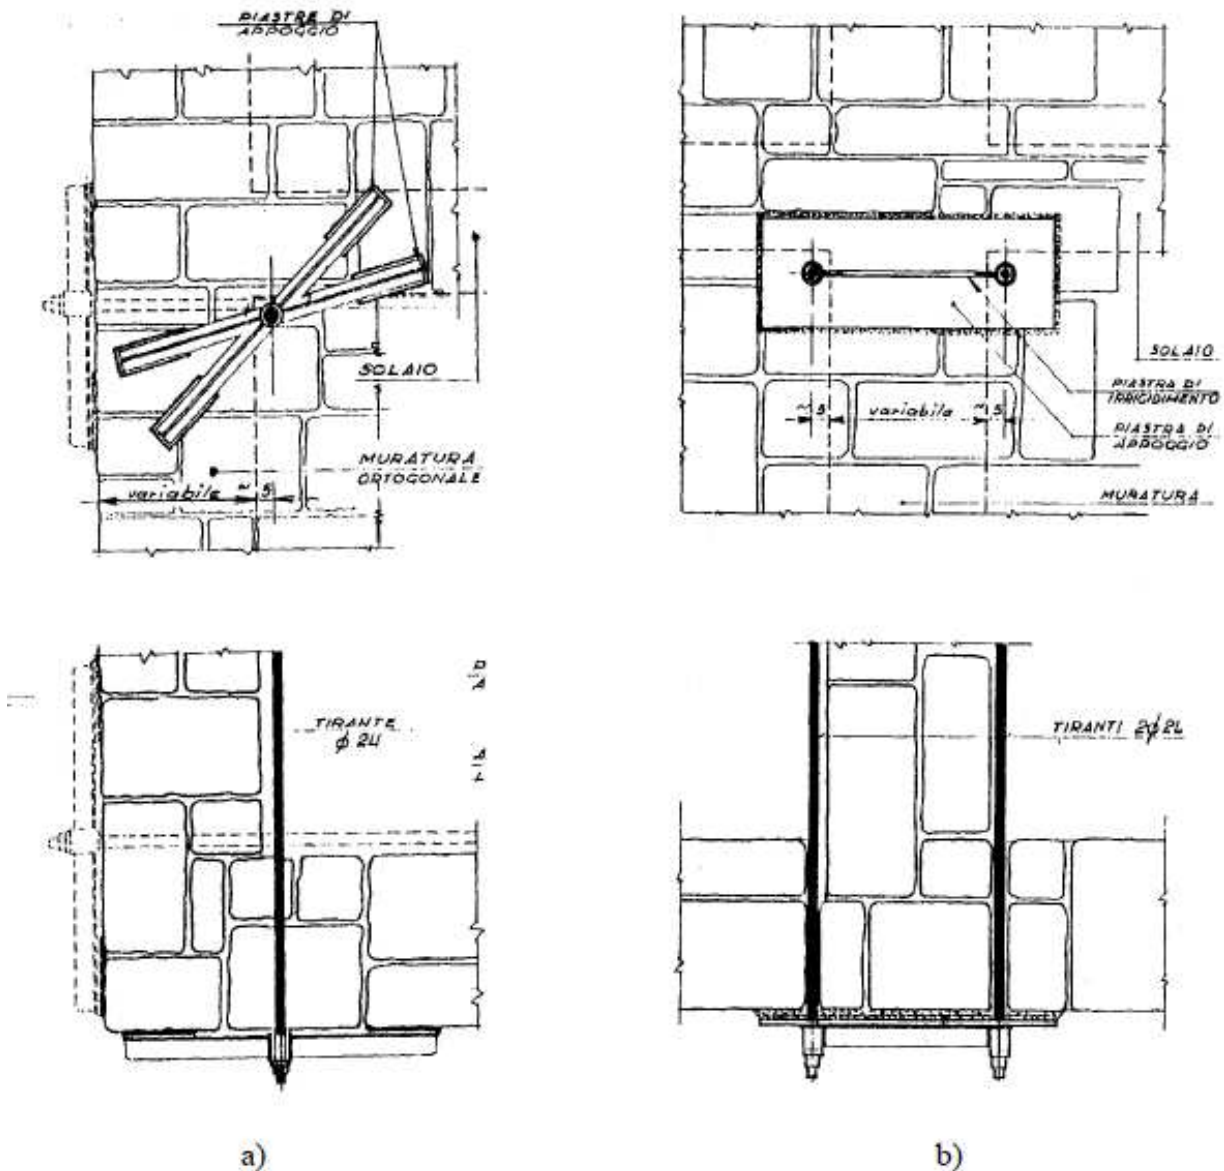 PIASTRE DI
APPOGGIO
SOLAIO
MURATURA
ORTOGONALE
variabile ~ 5
SOLAIO
PIASTRA DI
IRRIGIDIMENTO
PIASTRA DI
APPOGGIO
~ 5 variabile ~ 5
MURATURA
TIRANTE
ϕ 24
TIRANTI 2ϕ24
a)
b)